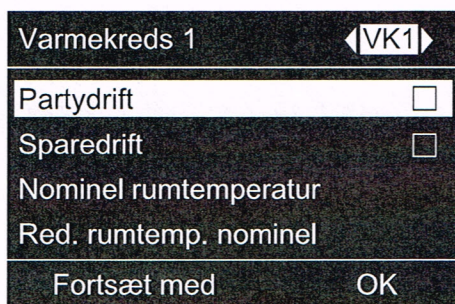 Varmekreds 1 VK1
Partydrift
Sparedrift
Nominel rumtemperatur
Red. rumtemp. nominel
Fortsæt med OK